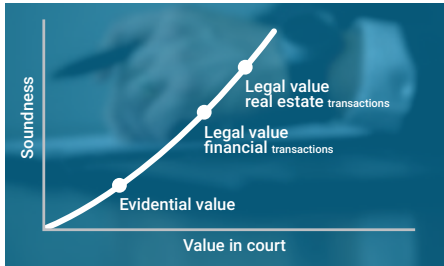 Soundness
Legal value
real estate transactions
Legal value
financial transactions
Evidential value
Value in court